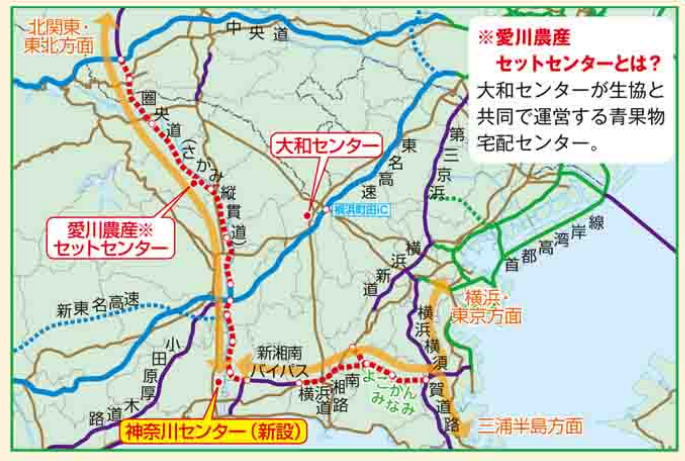 北関東・
東北方面
中央道
※愛川農産
セットセンターとは?
大和センターが生協と
共同で運営する青果物
宅配センター。
圏央道(さがみ縦貫道)
大和センター
東名高速
第三京浜
横浜町田IC
愛川農産※
セットセンター
首都高湾岸線
横浜新道
新東名高速
横浜・
東京方面
横浜横須賀道路
小田原厚木道路
新湘南
バイパス
横浜湘南道路
よこかん
みなみ
神奈川センター(新設)
三浦半島方面